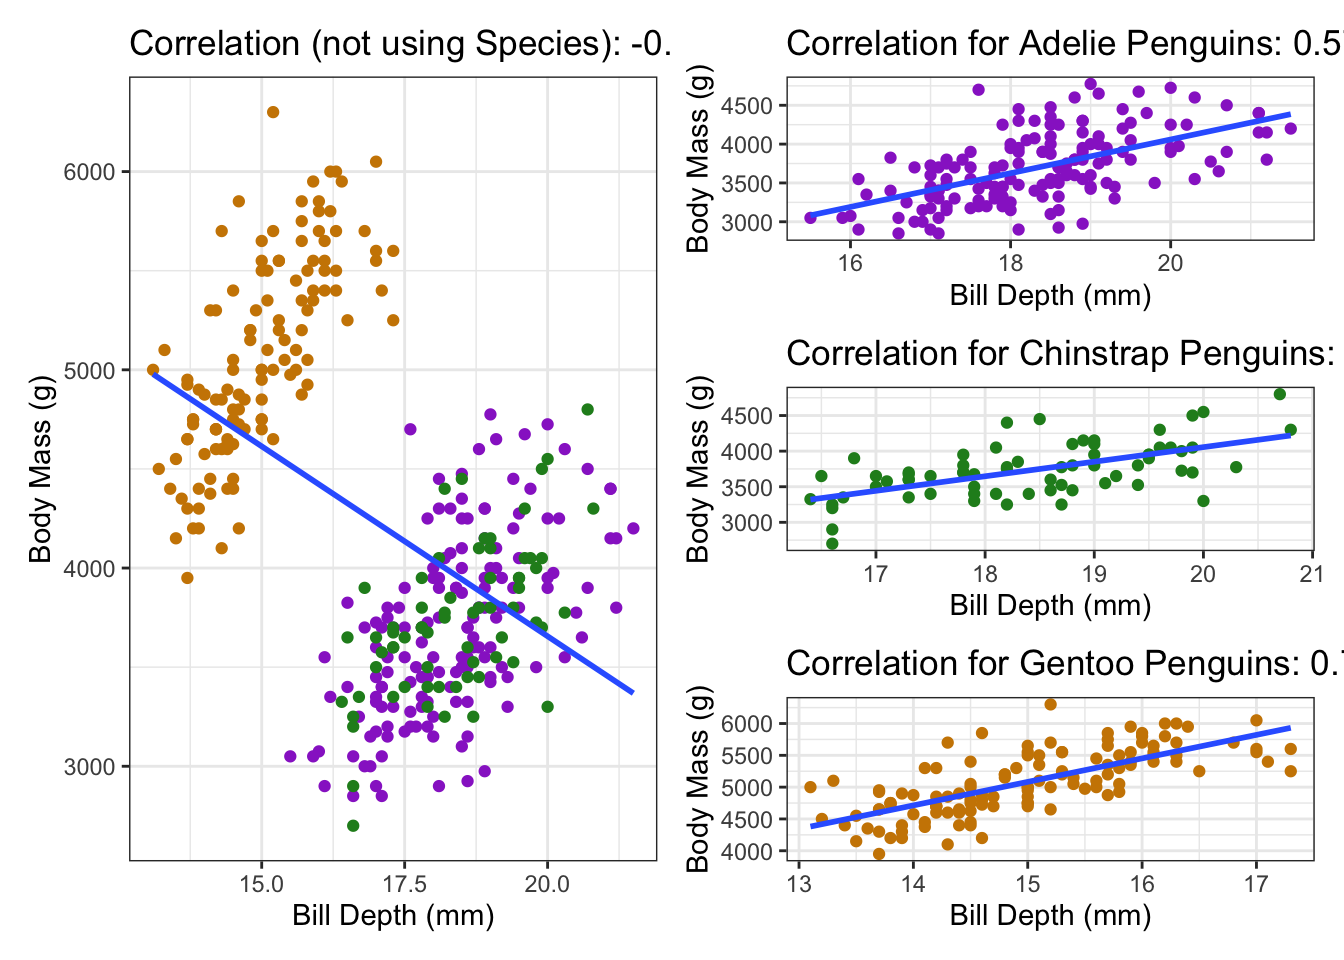 Correlation (not using Species): -0.
Body Mass (g)
6000
5000
4000
3000
15.0 17.5 20.0
Bill Depth (mm)
Correlation for Adelie Penguins: 0.5
Body Mass (g)
4500
4000
3500
3000
16 18 20
Bill Depth (mm)
Correlation for Chinstrap Penguins:
Body Mass (g)
4500
4000
3500
3000
17 18 19 20 21
Bill Depth (mm)
Correlation for Gentoo Penguins: 0.7
Body Mass (g)
6000
5500
5000
4500
4000
13 14 15 16 17
Bill Depth (mm)